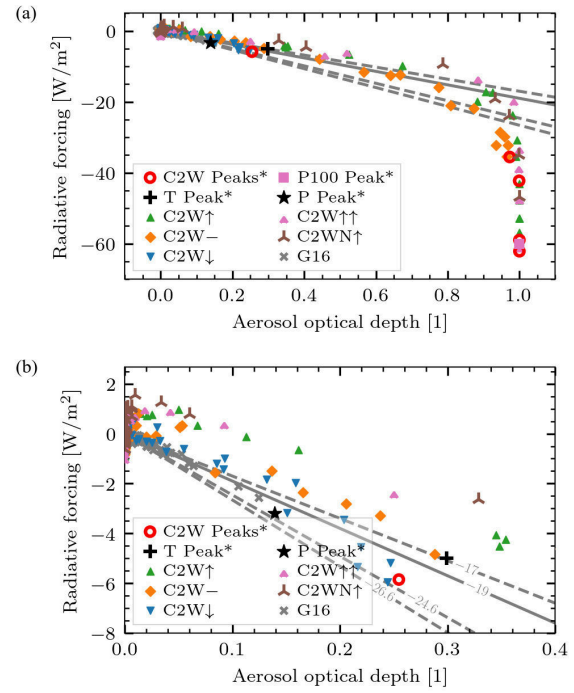 (a)
0
−20
−40
−60
Radiative forcing [W/m²]
C2W Peaks*
T Peak*
C2W↑
C2W−
C2W↓
P100 Peak*
P Peak*
C2W↑↑
C2WN↑
G16
0.0 0.2 0.4 0.6 0.8 1.0
Aerosol optical depth [1]
(b)
2
0
−2
−4
−6
−8
Radiative forcing [W/m²]
C2W Peaks*
T Peak*
C2W↑
C2W−
C2W↓
P Peak*
C2W↑↑
C2WN↑
G16
−17
−19
−24.6
−26.6
0.0 0.1 0.2 0.3 0.4
Aerosol optical depth [1]